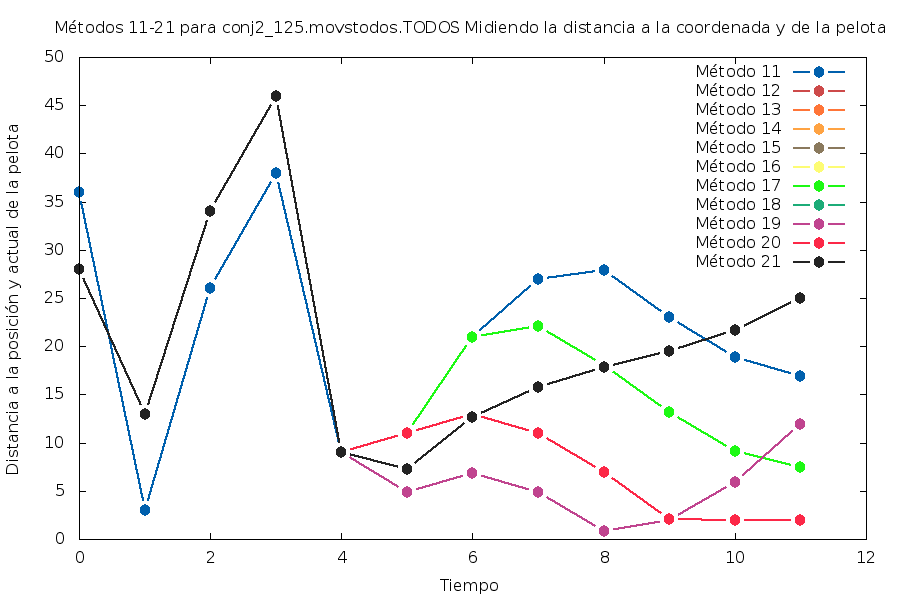 Métodos 11-21 para conj2_125.movstodos.TODOS Midiendo la distancia a la coordenada y de la pelota
Distancia a la posición y actual de la pelota
50
45
40
35
30
25
20
15
10
5
0
0 2 4 6 8 10 12
Tiempo
Método 11
Método 12
Método 13
Método 14
Método 15
Método 16
Método 17
Método 18
Método 19
Método 20
Método 21